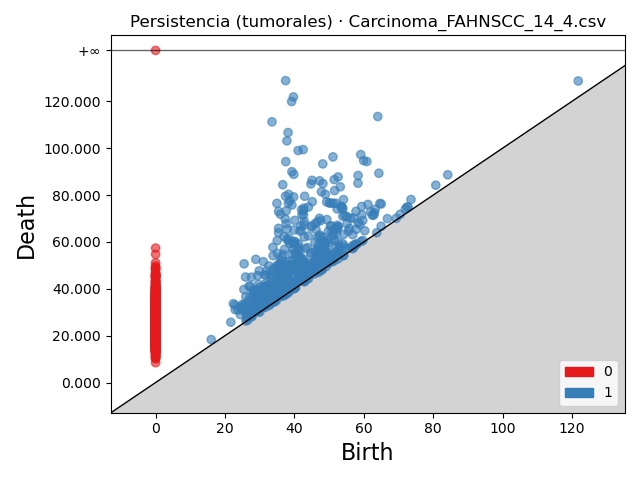 Persistencia (tumorales) · Carcinoma_FAHNSCC_14_4.csv
+∞
120.000
100.000
80.000
60.000
40.000
20.000
0.000
Death
0
1
0 20 40 60 80 100 120
Birth